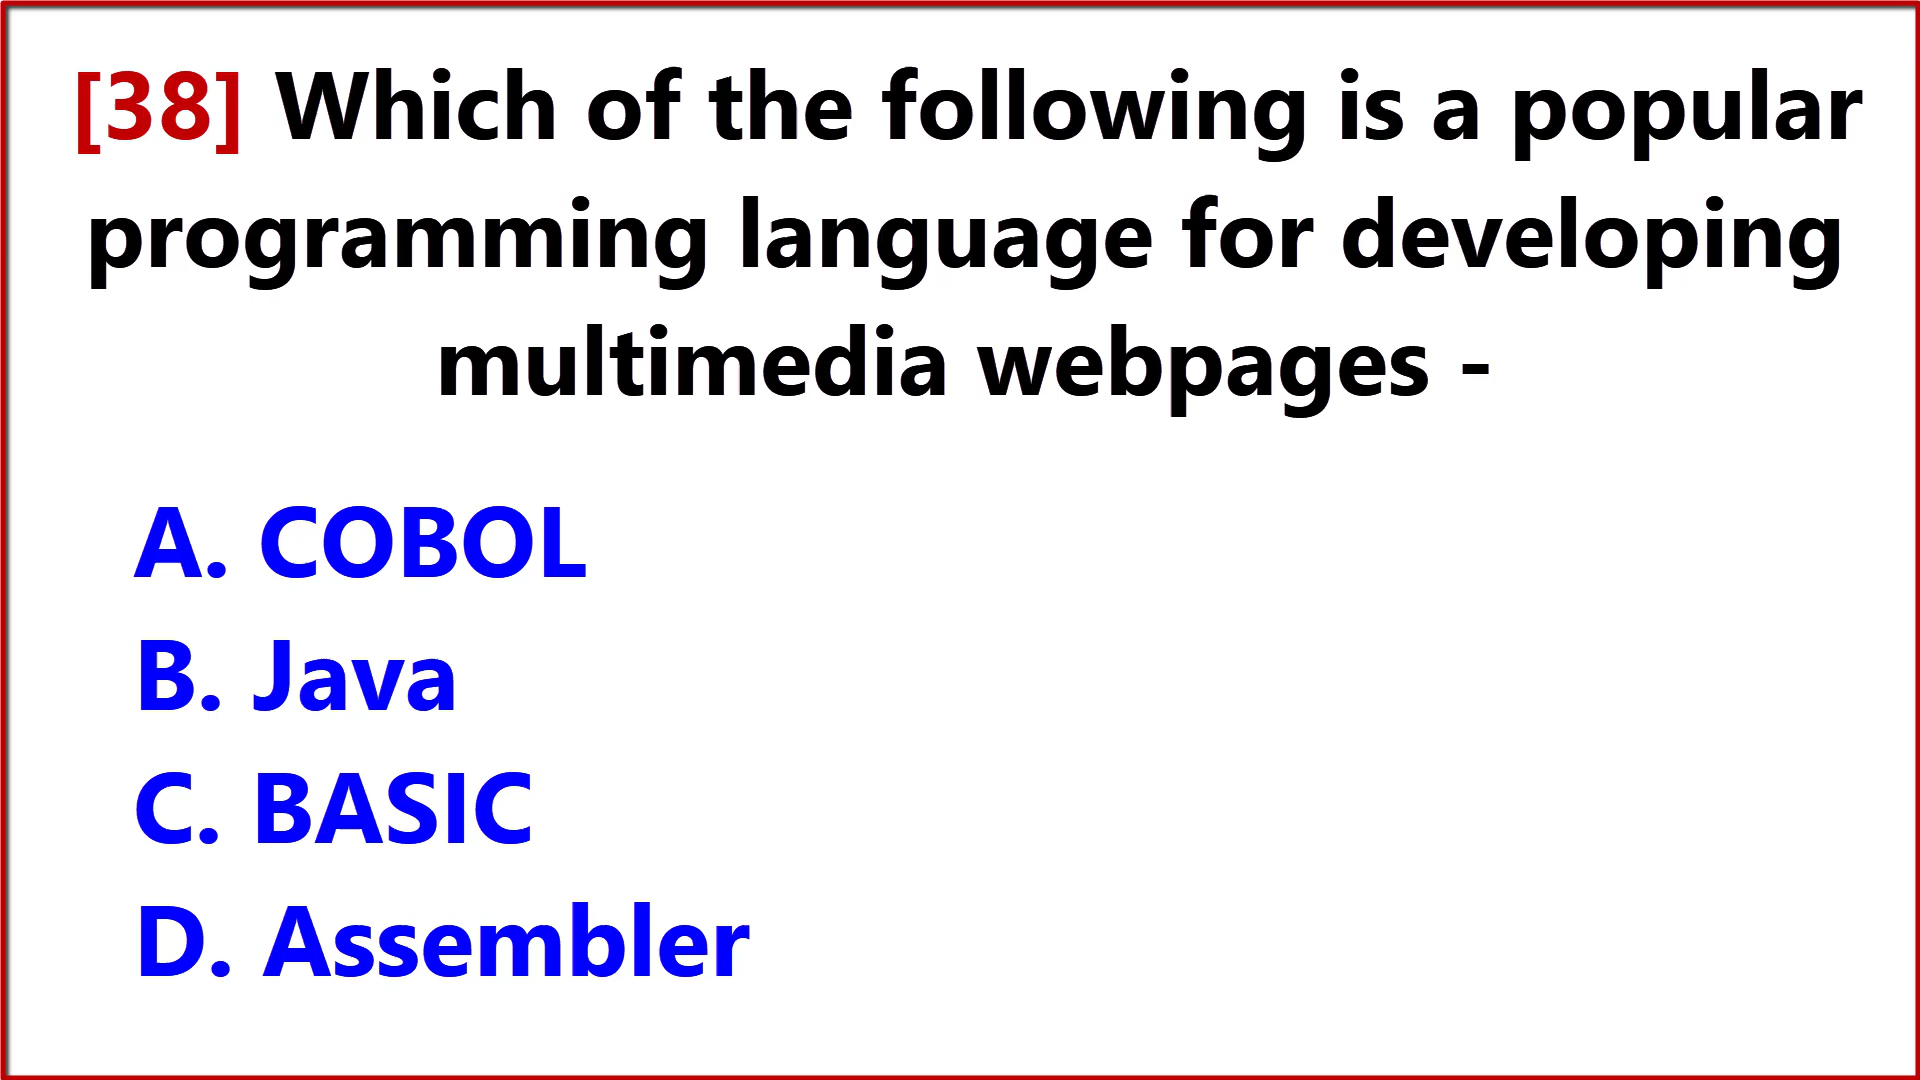 [38] Which of the following is a popular
programming language for developing
multimedia webpages -
A. COBOL
B. Java
C. BASIC
D. Assembler